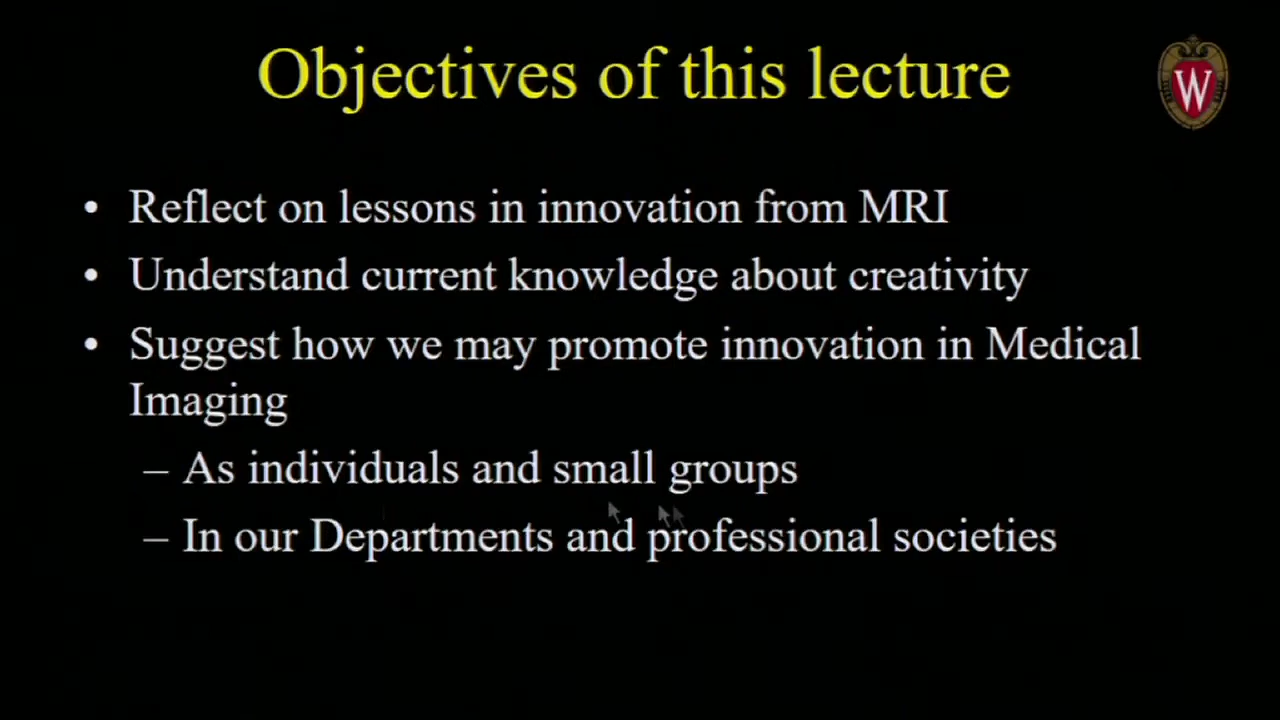 Objectives of this lecture
W
• Reflect on lessons in innovation from MRI
• Understand current knowledge about creativity
• Suggest how we may promote innovation in Medical
Imaging
– As individuals and small groups
– In our Departments and professional societies